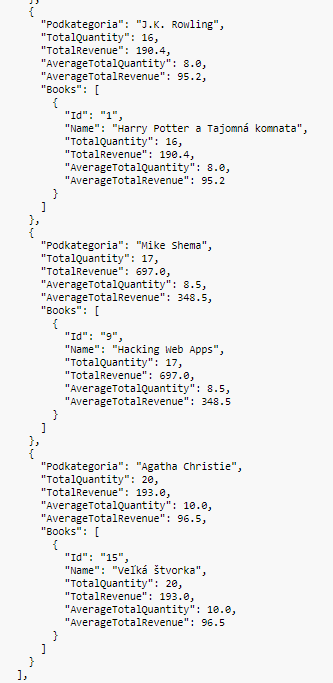 },
{
"Podkategoria": "J.K. Rowling",
"TotalQuantity": 16,
"TotalRevenue": 190.4,
"AverageTotalQuantity": 8.0,
"AverageTotalRevenue": 95.2,
"Books": [
{
"Id": "1",
"Name": "Harry Potter a Tajomná komnata",
"TotalQuantity": 16,
"TotalRevenue": 190.4,
"AverageTotalQuantity": 8.0,
"AverageTotalRevenue": 95.2
}
]
},
{
"Podkategoria": "Mike Shema",
"TotalQuantity": 17,
"TotalRevenue": 697.0,
"AverageTotalQuantity": 8.5,
"AverageTotalRevenue": 348.5,
"Books": [
{
"Id": "9",
"Name": "Hacking Web Apps",
"TotalQuantity": 17,
"TotalRevenue": 697.0,
"AverageTotalQuantity": 8.5,
"AverageTotalRevenue": 348.5
}
]
},
{
"Podkategoria": "Agatha Christie",
"TotalQuantity": 20,
"TotalRevenue": 193.0,
"AverageTotalQuantity": 10.0,
"AverageTotalRevenue": 96.5,
"Books": [
{
"Id": "15",
"Name": "Veľká štvorka",
"TotalQuantity": 20,
"TotalRevenue": 193.0,
"AverageTotalQuantity": 10.0,
"AverageTotalRevenue": 96.5
}
]
}
],